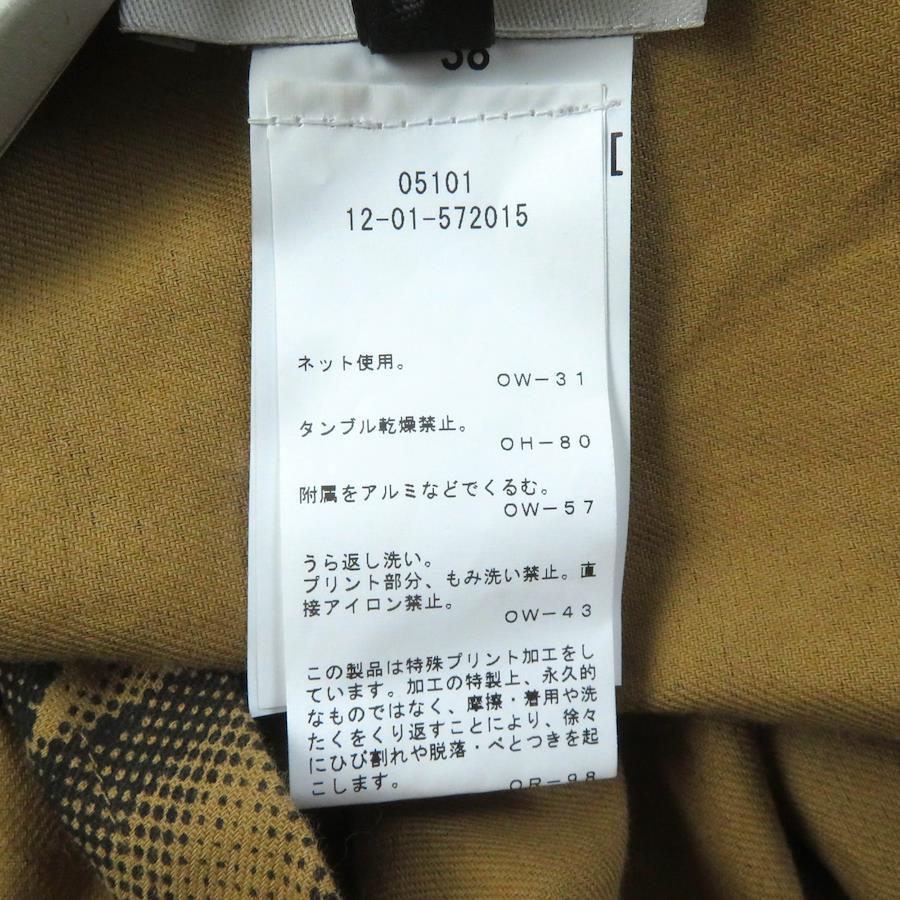 38
05101
12-01-572015
ネット使用。
OW-31
タンブル乾燥禁止。
OH-80
附属をアルミなどでくるむ。
OW-57
うら返し洗い。
プリント部分、もみ洗い禁止。直
接アイロン禁止。
OW-43
この製品は特殊プリント加工をし
ています。加工の特製上、永久的
なものではなく、摩擦・着用や洗
たくをくり返すことにより、徐々
にひび割れや脱落・べとつきを起
こします。
OR-98